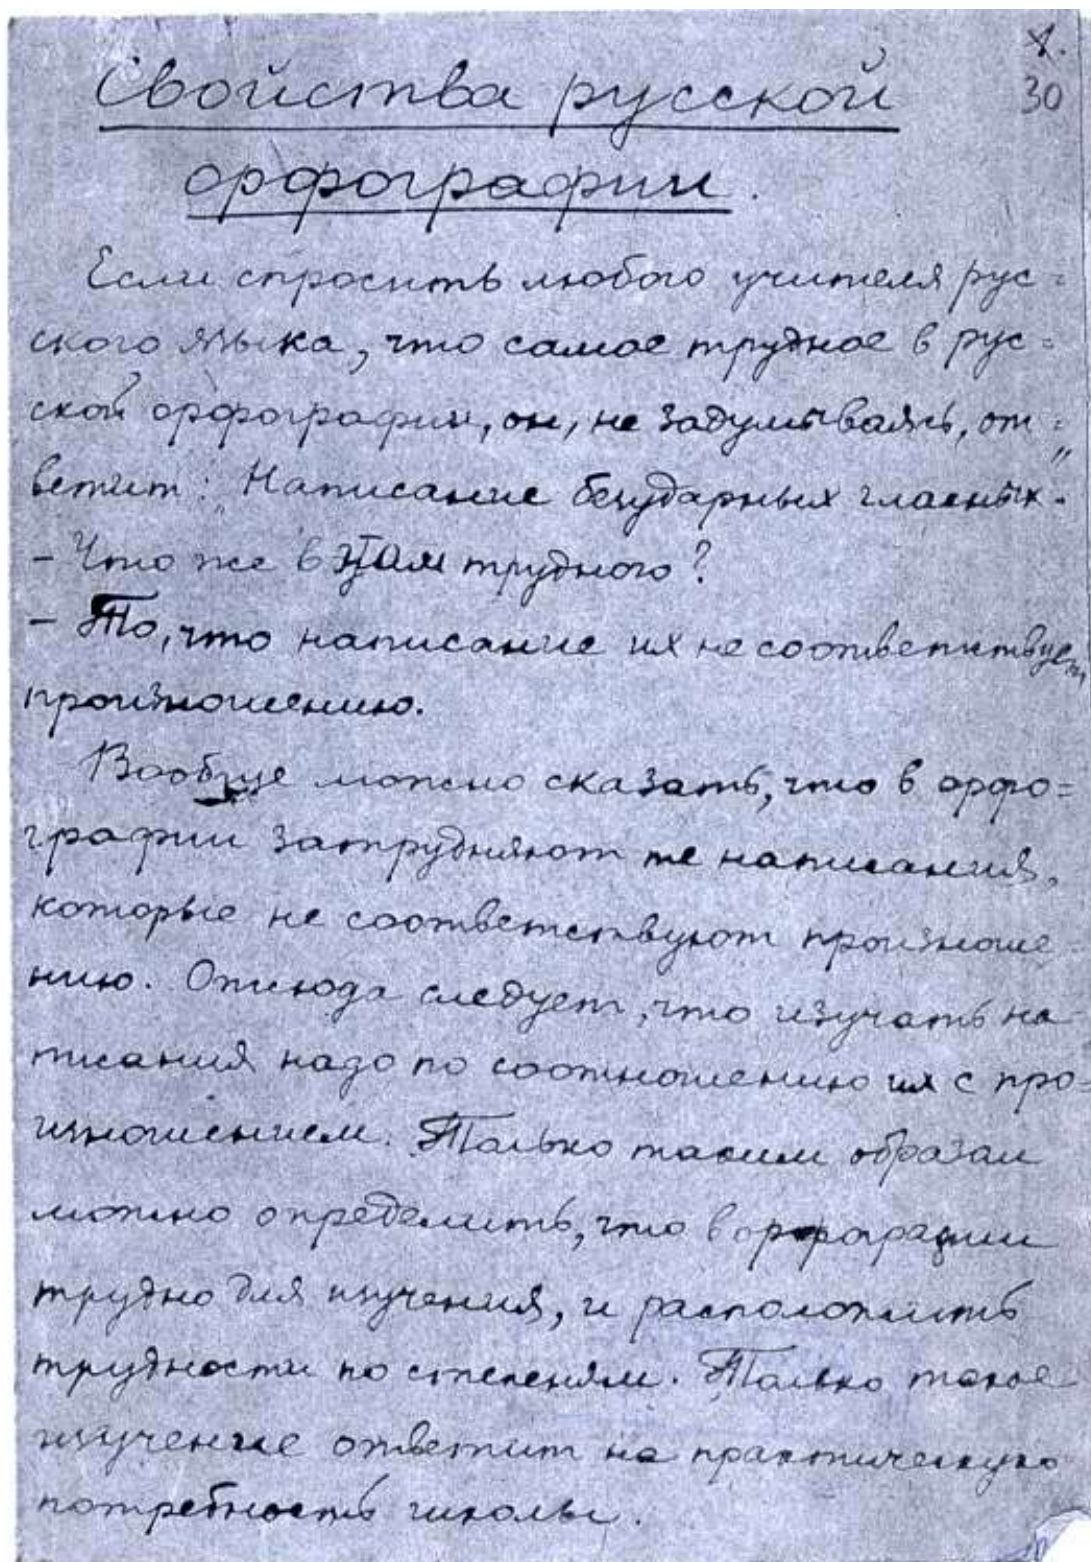 1.
30
Свойства русской
орфографии.
Если спросить любого учителя рус=
ского языка, что самое трудное в рус=
ской орфографии, он, не задумываясь, от=
ветит: „Написание безударных гласных".
- Что же в этом трудного?
- То, что написание их не соответствует
произношению.
Вообще можно сказать, что в орфо=
графии затрудняют те написания,
которые не соответствуют произноше-
нию. Отсюда следует, что изучать на-
писания надо по соотношению их с про-
изношением. Только таким образом
можно определить, что в орфографии
трудно для изучения, и расположить
трудности по степеням. Только такое
изучение ответит на практическую
потребность школы.